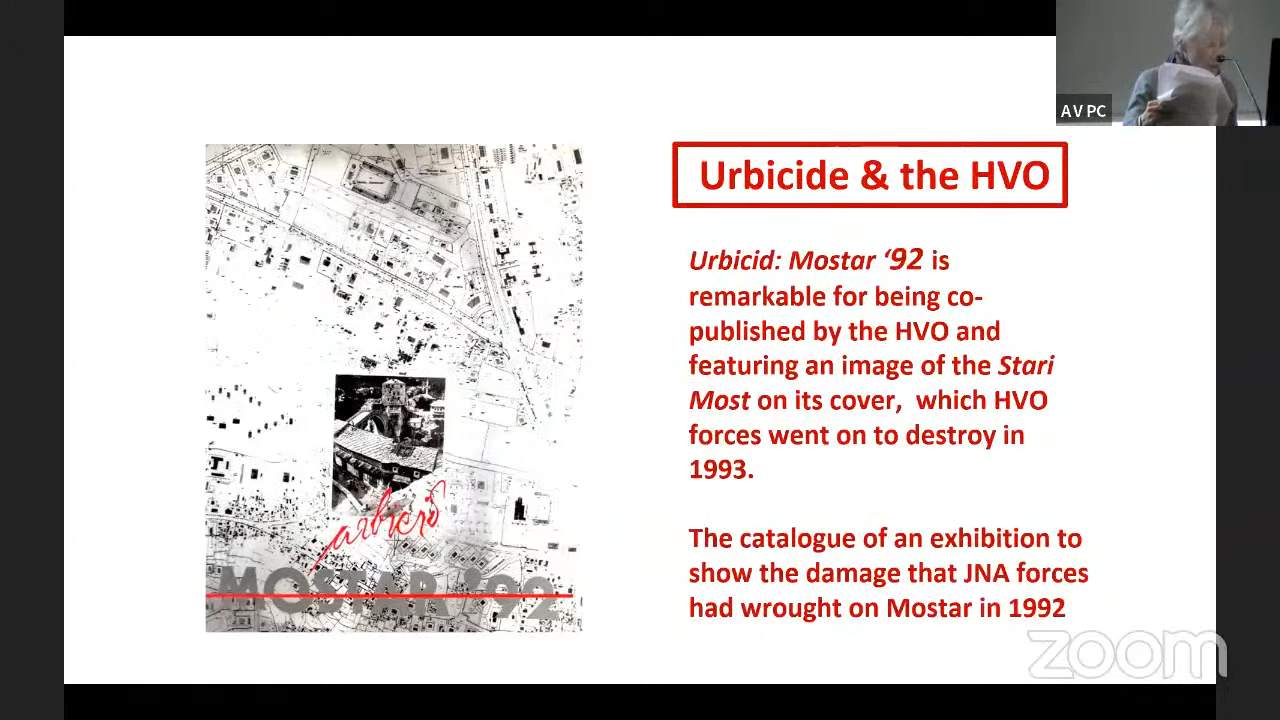 AV PC
Urbicide & the HVO
Urbicid: Mostar ‘92 is
remarkable for being co-
published by the HVO and
featuring an image of the Stari
Most on its cover, which HVO
forces went on to destroy in
1993.
The catalogue of an exhibition to
show the damage that JNA forces
had wrought on Mostar in 1992
urbicid
MOSTAR '92
zoom